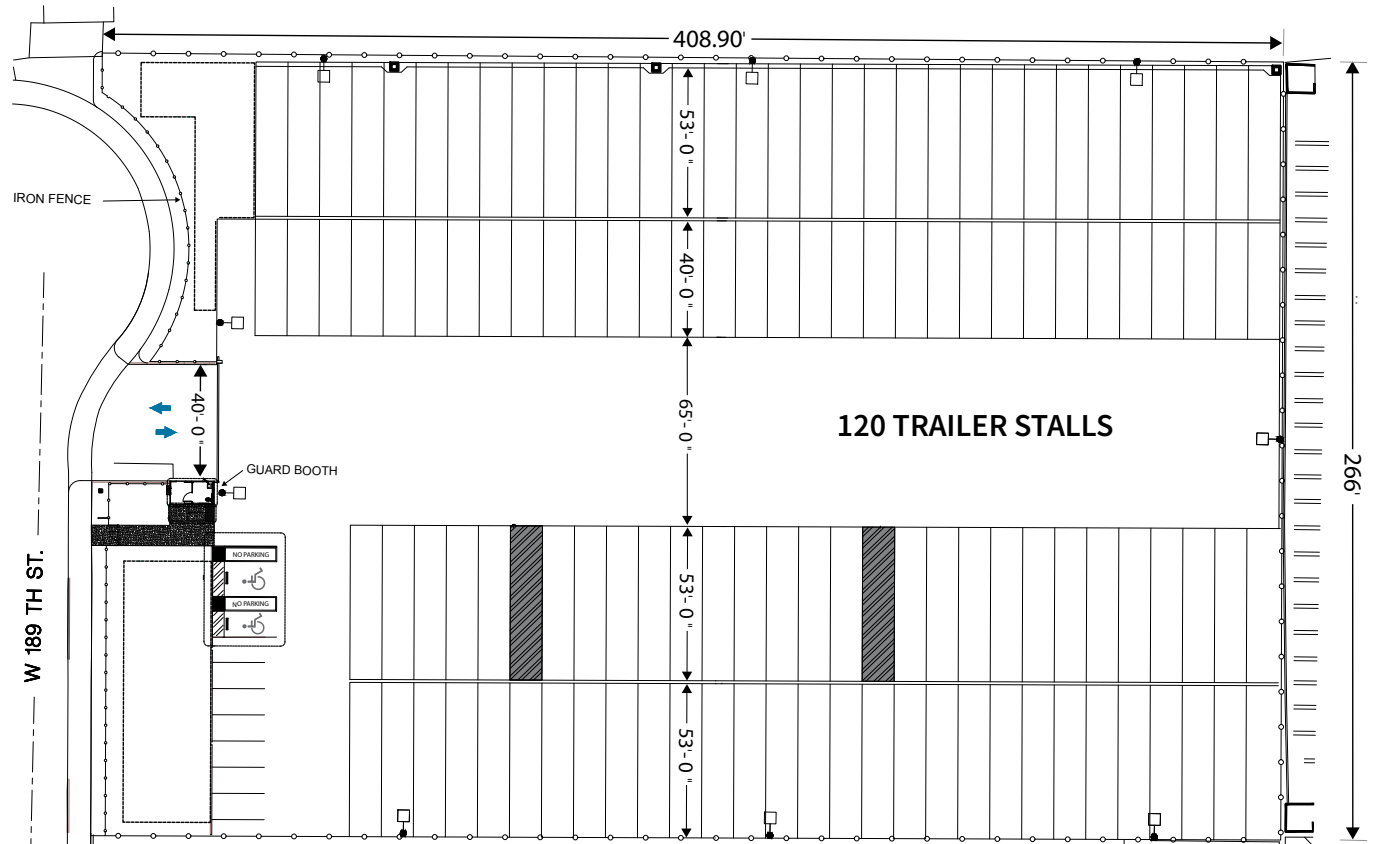 408.90'
53'- 0 "
IRON FENCE
40'- 0 "
40'- 0 "
65'- 0 "
120 TRAILER STALLS
266'
GUARD BOOTH
W 189 TH ST.
NO PARKING
NO PARKING
53'- 0 "
53'- 0 "